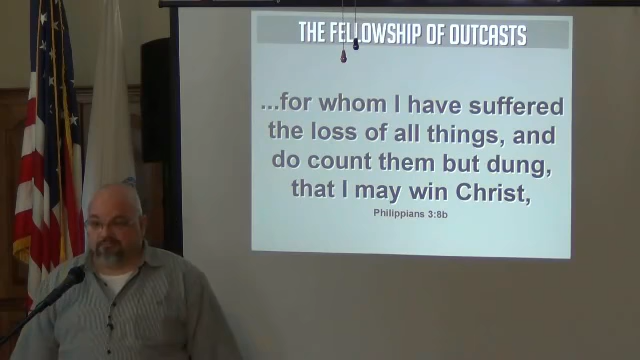 THE FELLOWSHIP OF OUTCASTS
...for whom I have suffered
the loss of all things, and
do count them but dung,
that I may win Christ,
Philippians 3:8b